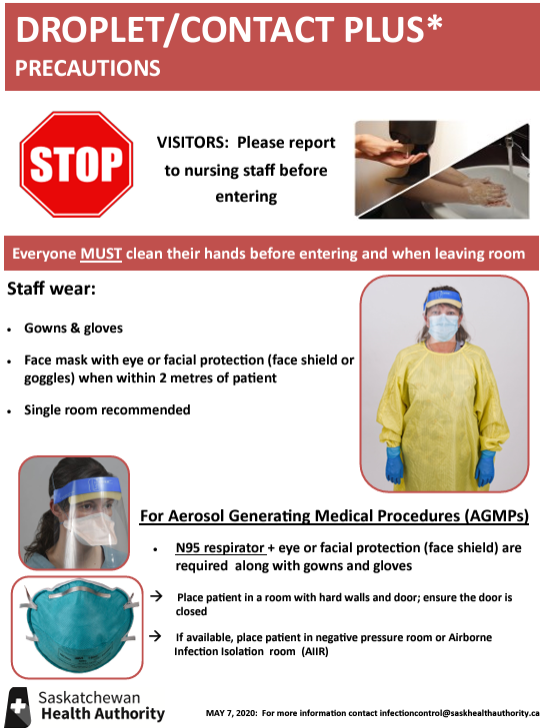 DROPLET/CONTACT PLUS*
PRECAUTIONS
STOP
VISITORS: Please report
to nursing staff before
entering
Everyone MUST clean their hands before entering and when leaving room
Staff wear:
• Gowns & gloves
• Face mask with eye or facial protection (face shield or
goggles) when within 2 metres of patient
• Single room recommended
For Aerosol Generating Medical Procedures (AGMPs)
• N95 respirator + eye or facial protection (face shield) are
required along with gowns and gloves
→ Place patient in a room with hard walls and door; ensure the door is
closed
→ If available, place patient in negative pressure room or Airborne
Infection Isolation room (AIIR)
Saskatchewan
Health Authority
MAY 7, 2020: For more information contact infectioncontrol@saskhealthauthority.ca